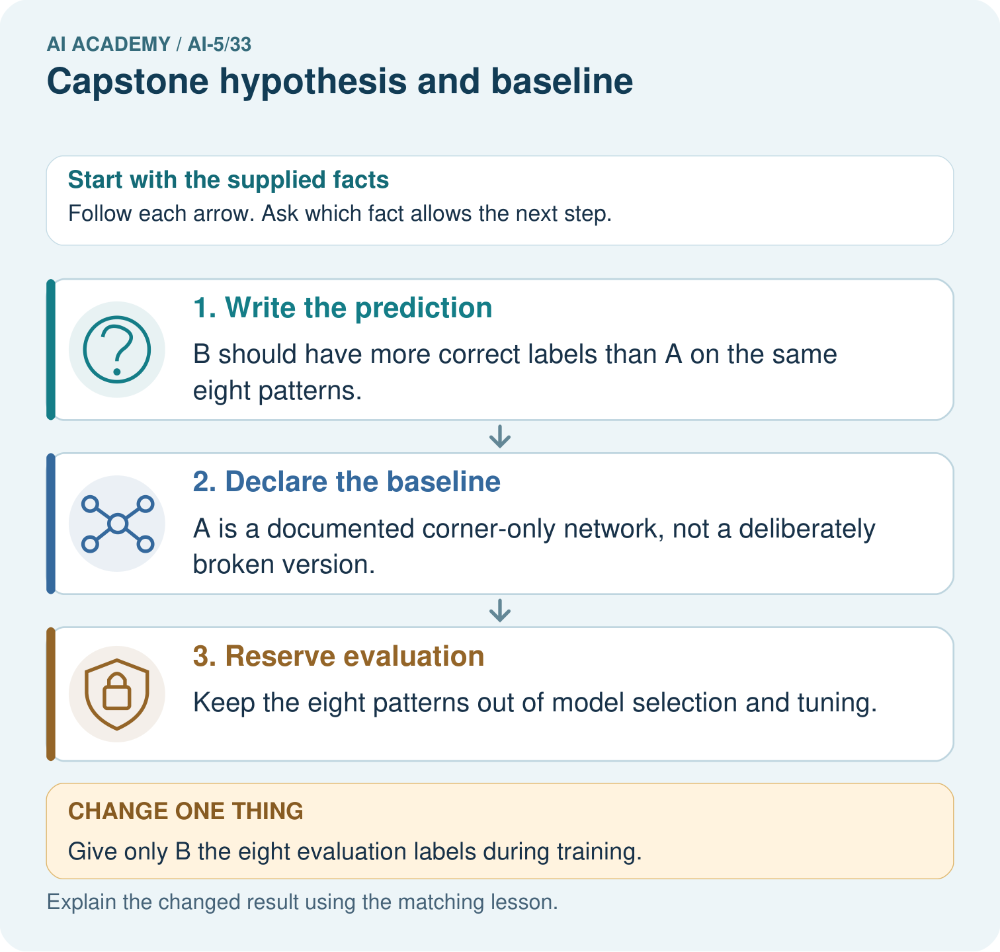 AI ACADEMY / AI-5/33
Capstone hypothesis and baseline
Start with the supplied facts
Follow each arrow. Ask which fact allows the next step.
1. Write the prediction
B should have more correct labels than A on the same
eight patterns.
2. Declare the baseline
A is a documented corner-only network, not a deliberately
broken version.
3. Reserve evaluation
Keep the eight patterns out of model selection and tuning.
CHANGE ONE THING
Give only B the eight evaluation labels during training.
Explain the changed result using the matching lesson.